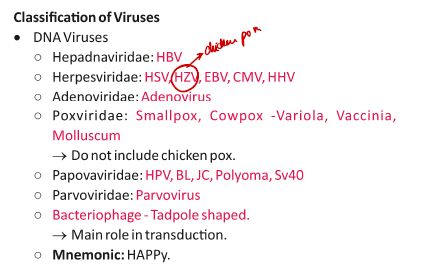 Classification of Viruses
• DNA Viruses
chicken pox
○ Hepadnaviridae: HBV
○ Herpesviridae: HSV, HZV, EBV, CMV, HHV
○ Adenoviridae: Adenovirus
○ Poxviridae: Smallpox, Cowpox -Variola, Vaccinia,
Molluscum
→ Do not include chicken pox.
○ Papovaviridae: HPV, BL, JC, Polyoma, Sv40
○ Parvoviridae: Parvovirus
○ Bacteriophage - Tadpole shaped.
→ Main role in transduction.
○ Mnemonic: HAPPy.